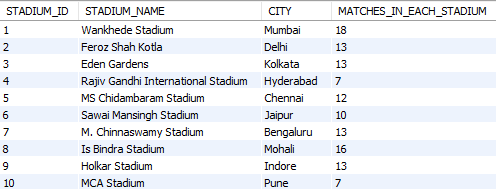 STADIUM_ID STADIUM_NAME CITY MATCHES_IN_EACH_STADIUM
1 Wankhede Stadium Mumbai 18
2 Feroz Shah Kotla Delhi 13
3 Eden Gardens Kolkata 13
4 Rajiv Gandhi International Stadium Hyderabad 7
5 MS Chidambaram Stadium Chennai 12
6 Sawai Mansingh Stadium Jaipur 10
7 M. Chinnaswamy Stadium Bengaluru 13
8 Is Bindra Stadium Mohali 16
9 Holkar Stadium Indore 13
10 MCA Stadium Pune 7